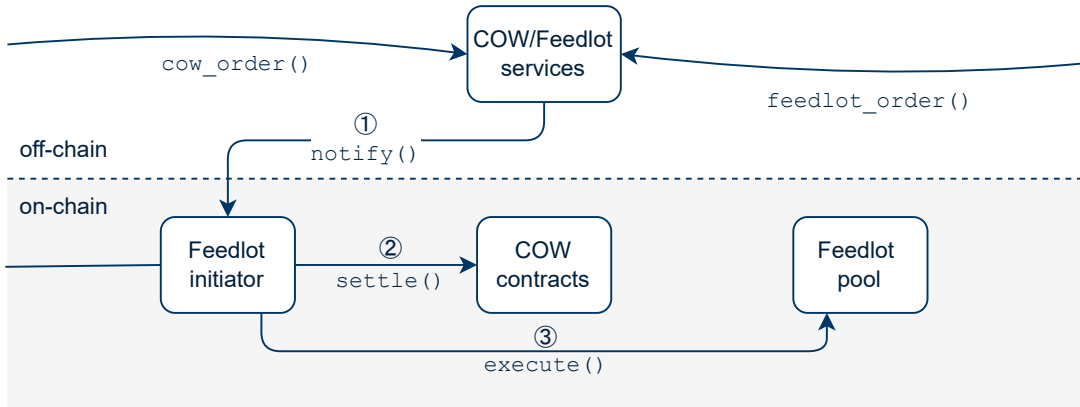 COW/Feedlot
services
cow_order()
feedlot_order()
①
notify()
off-chain
on-chain
Feedlot
initiator
②
settle()
COW
contracts
Feedlot
pool
③
execute()